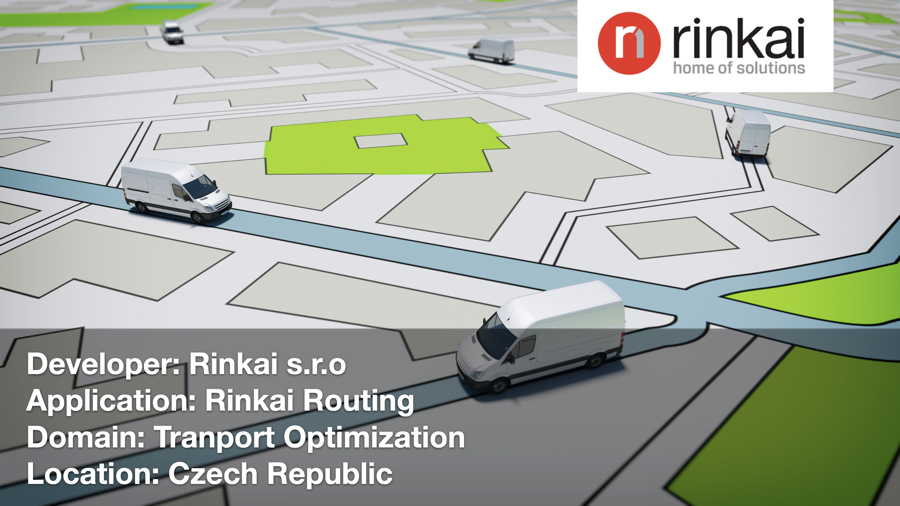 n rinkai
home of solutions
Developer: Rinkai s.r.o
Application: Rinkai Routing
Domain: Tranport Optimization
Location: Czech Republic